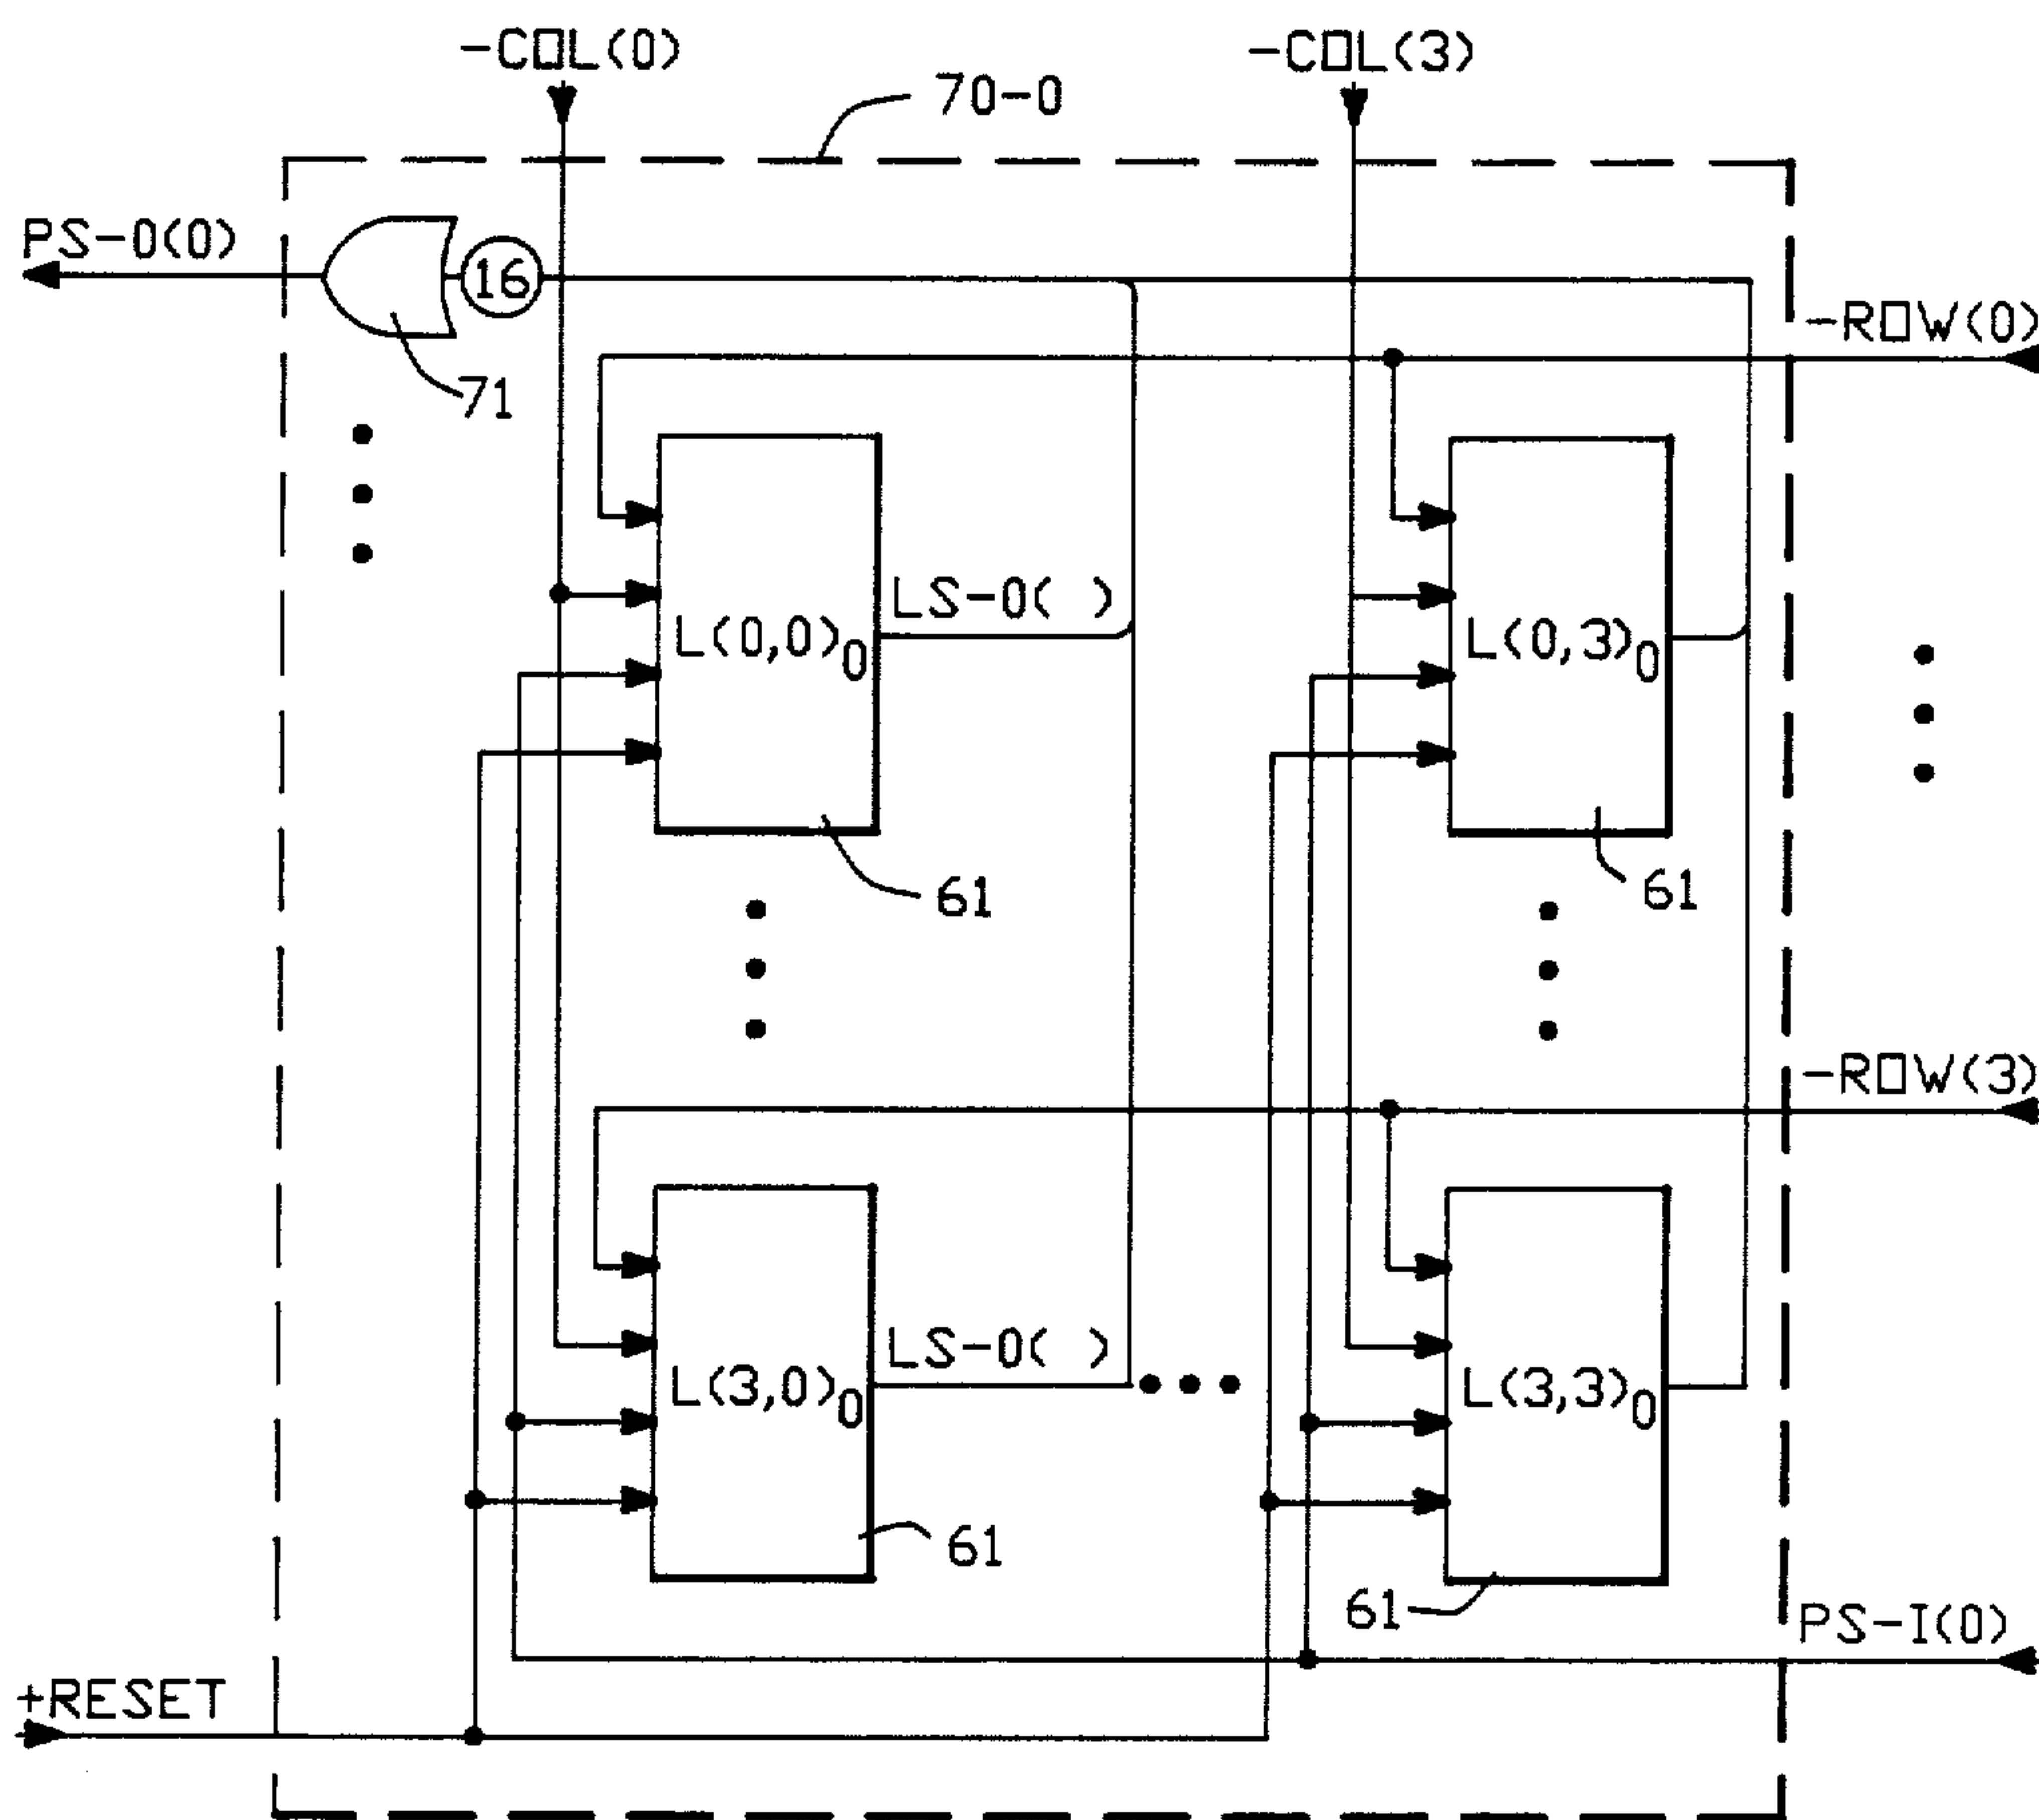 -COL(0)
-COL(3)
70-0
PS-0(0)
16
-ROW(0)
71
LS-0( )
L(0,0)0
L(0,3)0
61
61
-ROW(3)
LS-0( )
L(3,0)0
L(3,3)0
61
61
PS-I(0)
+RESET